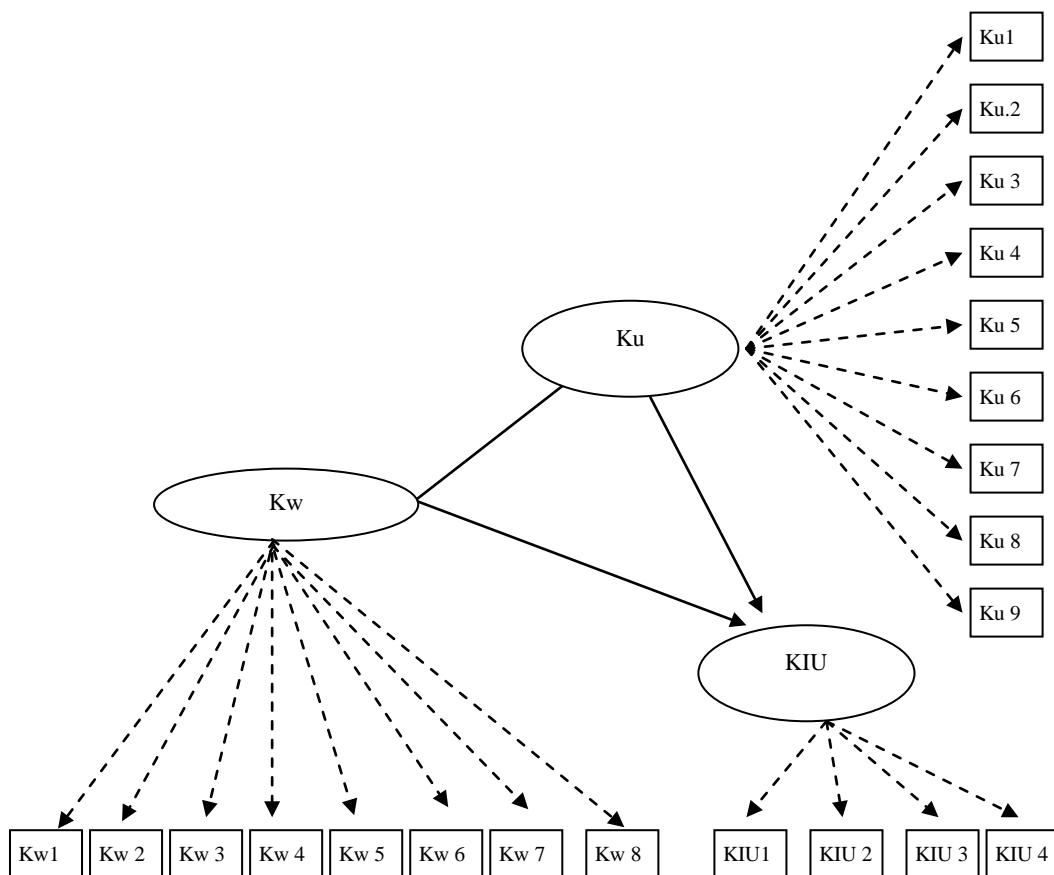 Ku1
Ku.2
Ku 3
Ku 4
Ku 5
Ku 6
Ku 7
Ku 8
Ku 9
Ku
Kw
KIU
Kw1
Kw 2
Kw 3
Kw 4
Kw 5
Kw 6
Kw 7
Kw 8
KIU1
KIU 2
KIU 3
KIU 4